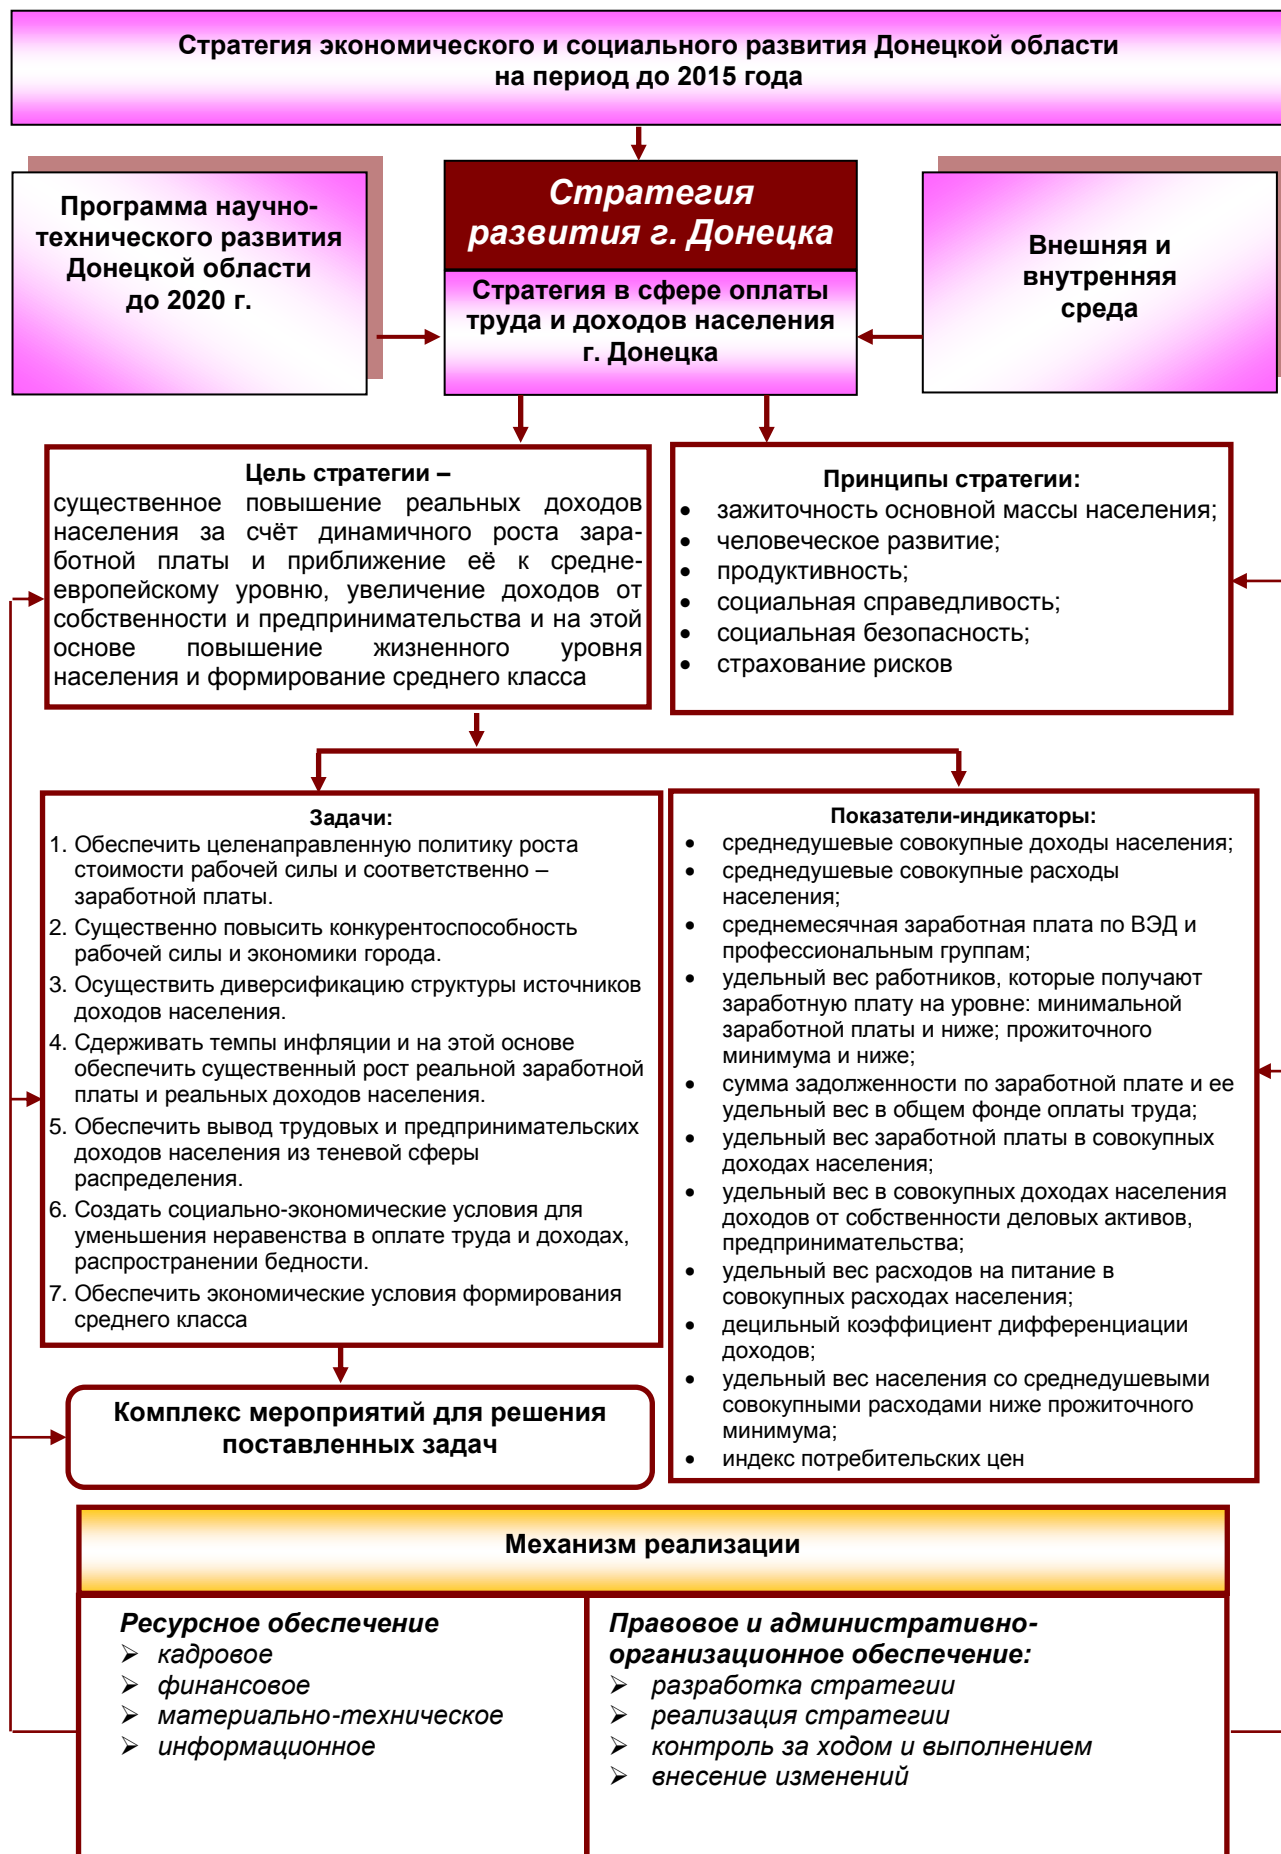 Стратегия экономического и социального развития Донецкой области
на период до 2015 года
Программа научно-
технического развития
Донецкой области
до 2020 г.
Стратегия
развития г. Донецка
Стратегия в сфере оплаты
труда и доходов населения
г. Донецка
Внешняя и
внутренняя
среда
Цель стратегии –
существенное повышение реальных доходов
населения за счёт динамичного роста зара-
ботной платы и приближение её к средне-
европейскому уровню, увеличение доходов от
собственности и предпринимательства и на этой
основе повышение жизненного уровня
населения и формирование среднего класса
Принципы стратегии:
• зажиточность основной массы населения;
• человеческое развитие;
• продуктивность;
• социальная справедливость;
• социальная безопасность;
• страхование рисков
Задачи:
1. Обеспечить целенаправленную политику роста
стоимости рабочей силы и соответственно –
заработной платы.
2. Существенно повысить конкурентоспособность
рабочей силы и экономики города.
3. Осуществить диверсификацию структуры источников
доходов населения.
4. Сдерживать темпы инфляции и на этой основе
обеспечить существенный рост реальной заработной
платы и реальных доходов населения.
5. Обеспечить вывод трудовых и предпринимательских
доходов населения из теневой сферы
распределения.
6. Создать социально-экономические условия для
уменьшения неравенства в оплате труда и доходах,
распространении бедности.
7. Обеспечить экономические условия формирования
среднего класса
Показатели-индикаторы:
• среднедушевые совокупные доходы населения;
• среднедушевые совокупные расходы
населения;
• среднемесячная заработная плата по ВЭД и
профессиональным группам;
• удельный вес работников, которые получают
заработную плату на уровне: минимальной
заработной платы и ниже; прожиточного
минимума и ниже;
• сумма задолженности по заработной плате и ее
удельный вес в общем фонде оплаты труда;
• удельный вес заработной платы в совокупных
доходах населения;
• удельный вес в совокупных доходах населения
доходов от собственности деловых активов,
предпринимательства;
• удельный вес расходов на питание в
совокупных расходах населения;
• децильный коэффициент дифференциации
доходов;
• удельный вес населения со среднедушевыми
совокупными расходами ниже прожиточного
минимума;
• индекс потребительских цен
Комплекс мероприятий для решения
поставленных задач
Механизм реализации
Ресурсное обеспечение
➢ кадровое
➢ финансовое
➢ материально-техническое
➢ информационное
Правовое и административно-
организационное обеспечение:
➢ разработка стратегии
➢ реализация стратегии
➢ контроль за ходом и выполнением
➢ внесение изменений